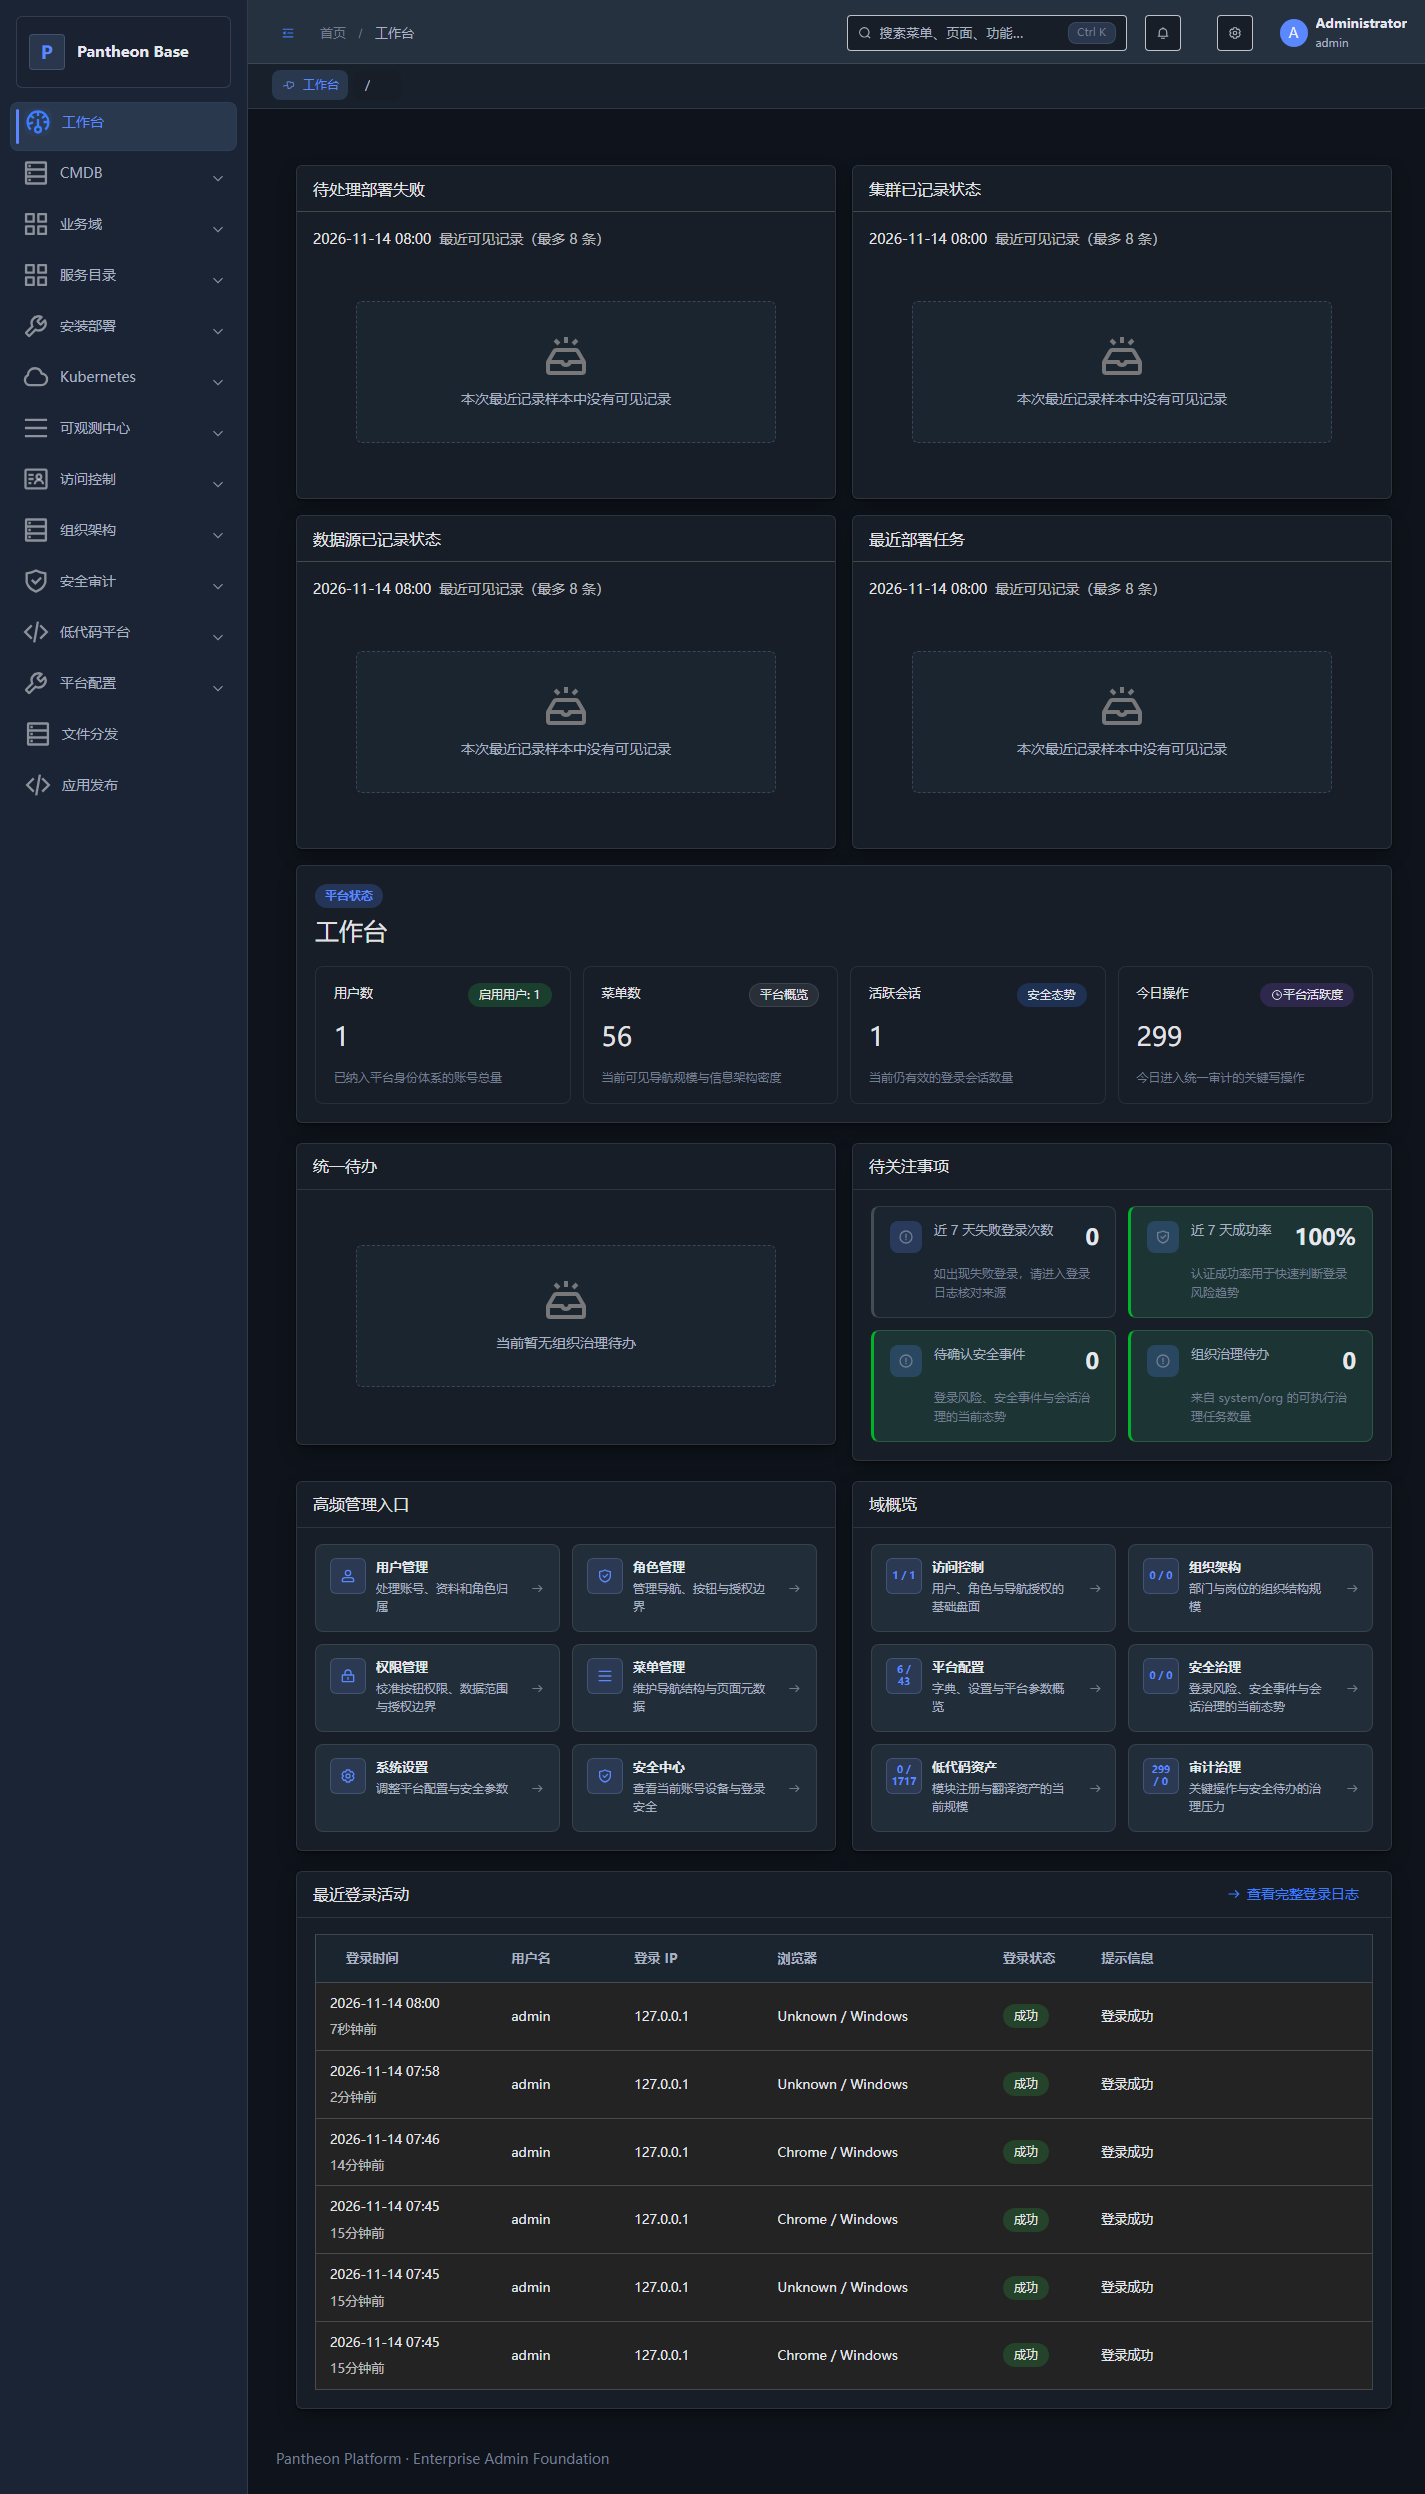 P Pantheon Base
工作台
CMDB
业务域
服务目录
安装部署
Kubernetes
可观测中心
访问控制
组织架构
安全审计
低代码平台
平台配置
文件分发
应用发布
首页 / 工作台
搜索菜单、页面、功能... Ctrl K
A Administrator
admin
工作台 /
待处理部署失败
2026-11-14 08:00 最近可见记录（最多 8 条）
本次最近记录样本中没有可见记录
集群已记录状态
2026-11-14 08:00 最近可见记录（最多 8 条）
本次最近记录样本中没有可见记录
数据源已记录状态
2026-11-14 08:00 最近可见记录（最多 8 条）
本次最近记录样本中没有可见记录
最近部署任务
2026-11-14 08:00 最近可见记录（最多 8 条）
本次最近记录样本中没有可见记录
平台状态
工作台
用户数 启用用户: 1
1
已纳入平台身份体系的账号总量
菜单数 平台概览
56
当前可见导航规模与信息架构密度
活跃会话 安全态势
1
当前仍有效的登录会话数量
今日操作 平台活跃度
299
今日进入统一审计的关键写操作
统一待办
当前暂无组织治理待办
待关注事项
近 7 天失败登录次数 0
如出现失败登录，请进入登录
日志核对来源
近 7 天成功率 100%
认证成功率用于快速判断登录
风险趋势
待确认安全事件 0
登录风险、安全事件与会话治
理的当前态势
组织治理待办 0
来自 system/org 的可执行治
理任务数量
高频管理入口
用户管理
处理账号、资料和角色归
属
角色管理
管理导航、按钮与授权边
界
权限管理
校准按钮权限、数据范围
与授权边界
菜单管理
维护导航结构与页面元数
据
系统设置
调整平台配置与安全参数
安全中心
查看当前账号设备与登录
安全
域概览
1 / 1 访问控制
用户、角色与导航授权的
基础盘面
0 / 0 组织架构
部门与岗位的组织结构规
模
6 /
43
平台配置
字典、设置与平台参数概
览
0 / 0 安全治理
登录风险、安全事件与会
话治理的当前态势
0 /
1717
低代码资产
模块注册与翻译资产的当
前规模
299
/ 0
审计治理
关键操作与安全待办的治
理压力
最近登录活动 查看完整登录日志
登录时间 用户名 登录 IP 浏览器 登录状态 提示信息
2026-11-14 08:00
7秒钟前 admin 127.0.0.1 Unknown / Windows 成功 登录成功
2026-11-14 07:58
2分钟前 admin 127.0.0.1 Unknown / Windows 成功 登录成功
2026-11-14 07:46
14分钟前 admin 127.0.0.1 Chrome / Windows 成功 登录成功
2026-11-14 07:45
15分钟前 admin 127.0.0.1 Chrome / Windows 成功 登录成功
2026-11-14 07:45
15分钟前 admin 127.0.0.1 Unknown / Windows 成功 登录成功
2026-11-14 07:45
15分钟前 admin 127.0.0.1 Chrome / Windows 成功 登录成功
Pantheon Platform · Enterprise Admin Foundation